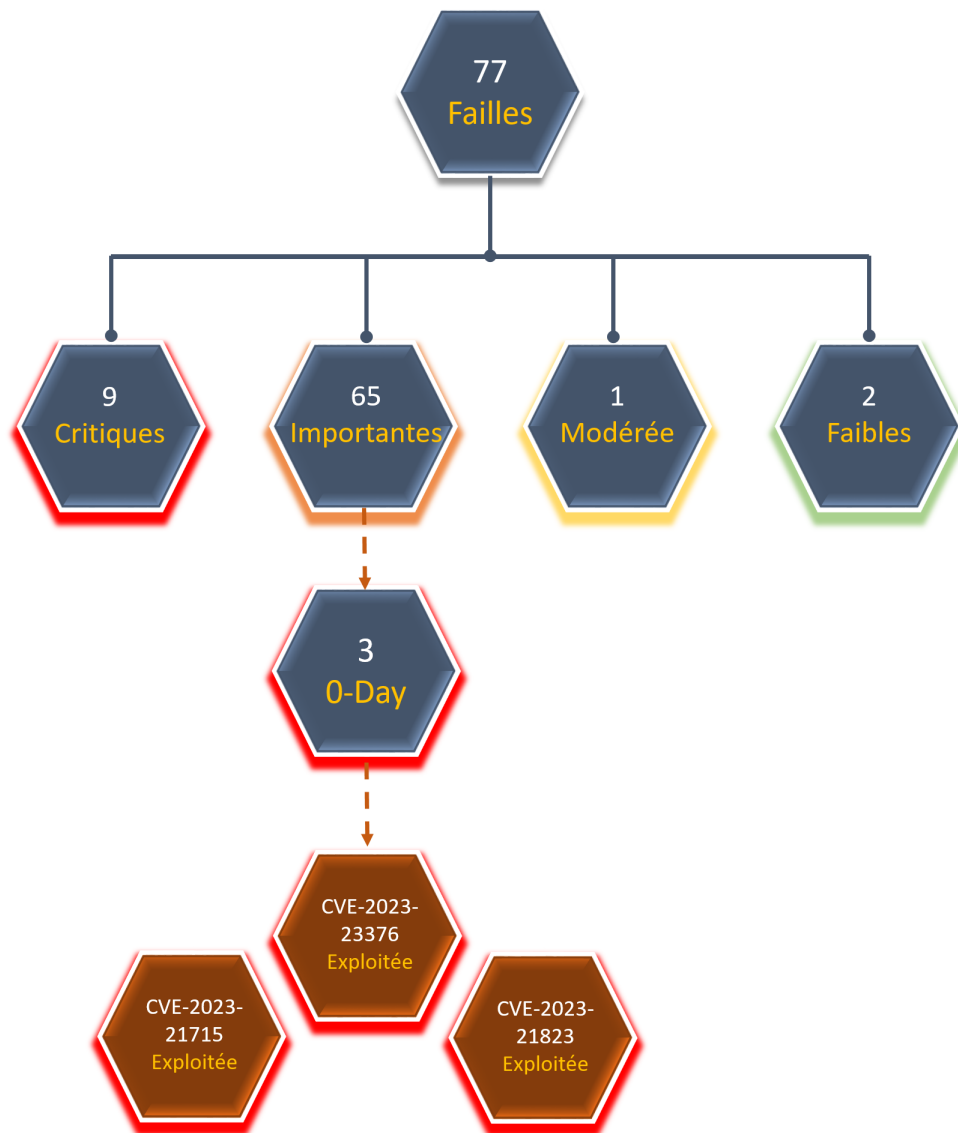 77
Failles
9
Critiques
65
Importantes
1
Modérée
2
Faibles
3
0-Day
CVE-2023-
23376
Exploitée
CVE-2023-
21715
Exploitée
CVE-2023-
21823
Exploitée